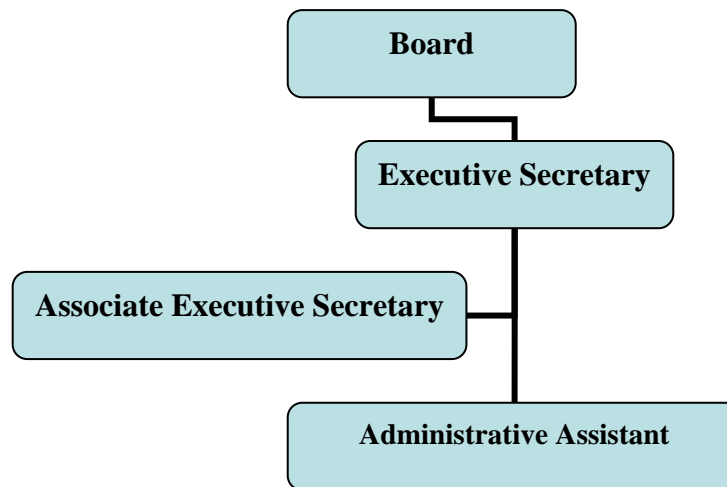 Board
Executive Secretary
Associate Executive Secretary
Administrative Assistant